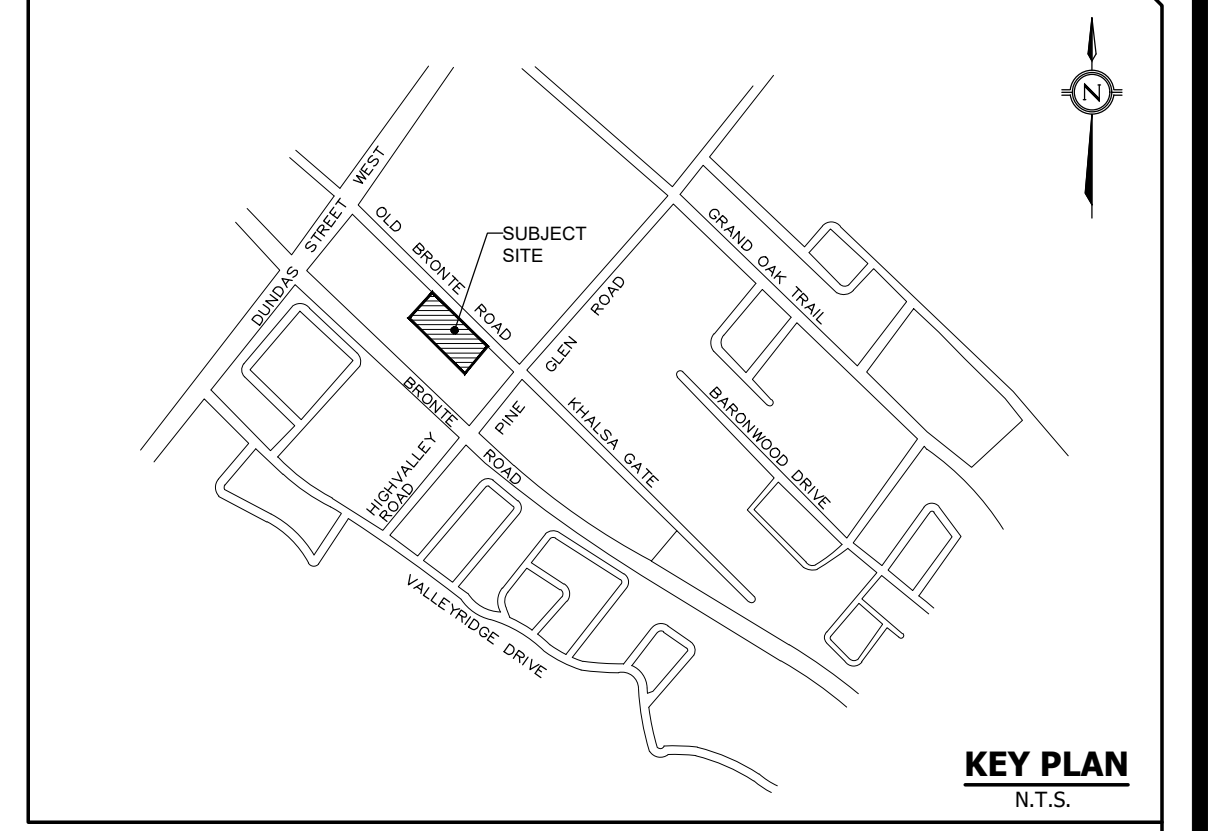 N
DUNDAS STREET WEST
OLD BRONTE ROAD
SUBJECT
SITE
GRAND OAK TRAIL
PINE GLEN ROAD
BRONTE ROAD
KHALSA GATE
BARONWOOD DRIVE
HIGHVALLEY
ROAD
VALLEYRIDGE DRIVE
KEY PLAN
N.T.S.